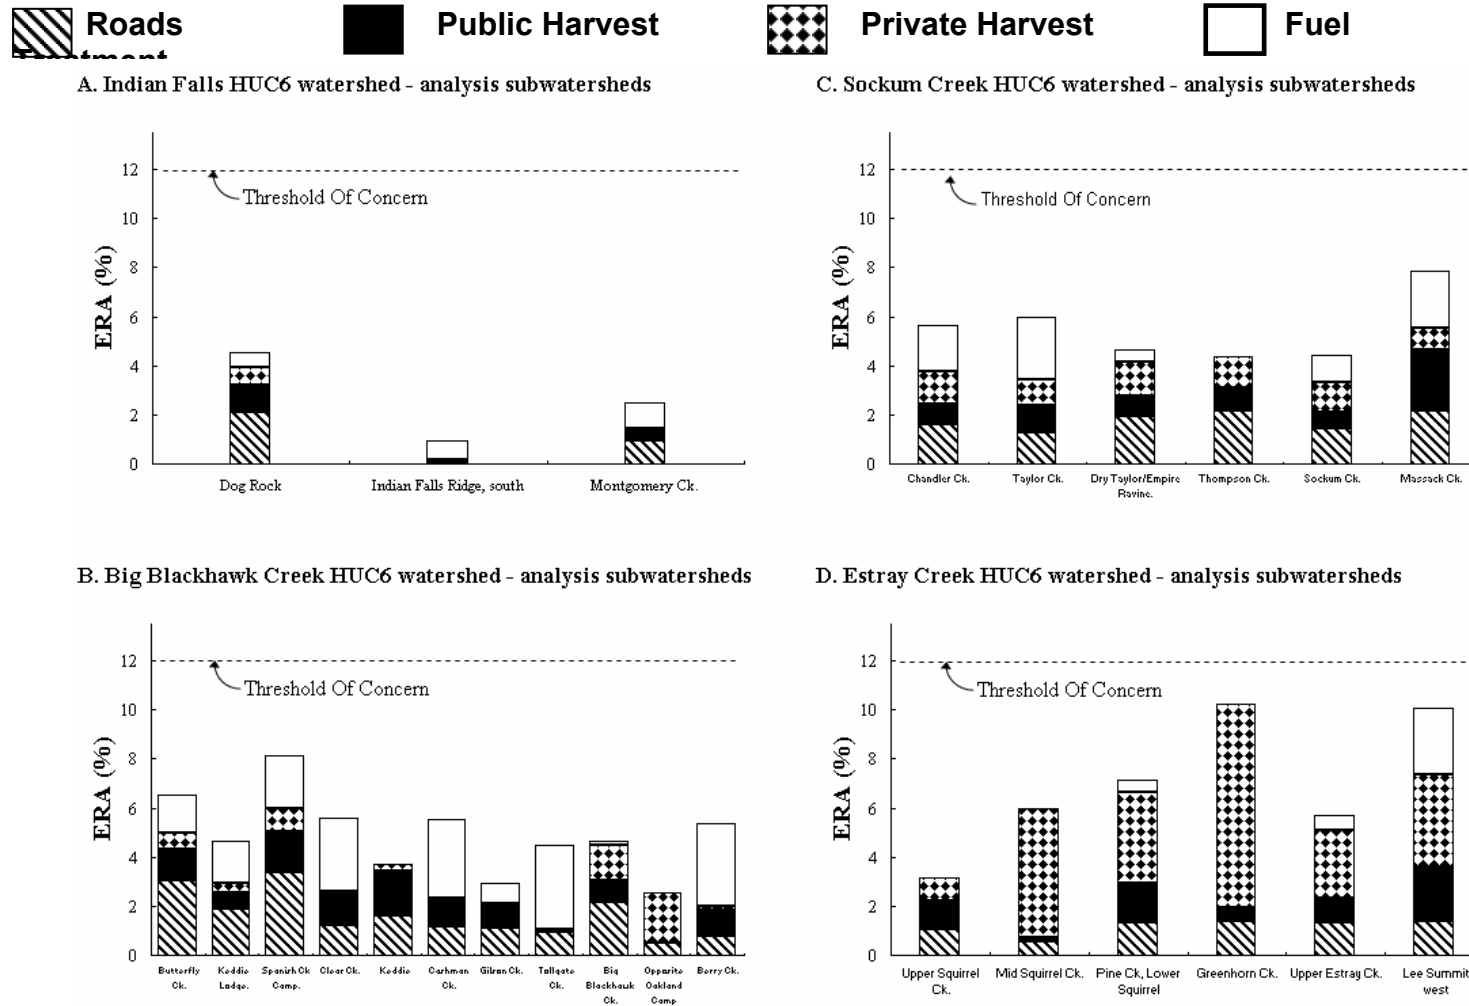 Roads
Public Harvest
Private Harvest
Fuel
Treatment
A. Indian Falls HUC6 watershed - analysis subwatersheds
12
10
8
6
4
2
0
ERA (%)
Threshold Of Concern
Dog Rock
Indian Falls Ridge, south
Montgomery Ck.
C. Sockum Creek HUC6 watershed - analysis subwatersheds
12
10
8
6
4
2
0
ERA (%)
Threshold Of Concern
Chandler Ck.
Taylor Ck.
Dry Taylor/Empire
Ravine.
Thompson Ck.
Sockum Ck.
Massack Ck.
B. Big Blackhawk Creek HUC6 watershed - analysis subwatersheds
12
10
8
6
4
2
0
ERA (%)
Threshold Of Concern
Butterfly
Ck.
Keddie
Lodge.
Spanish Ck
Camp.
Clear Ck.
Keddie
Cashman
Ck.
Gilson Ck.
Tollgate
Ck.
Big
Blackhawk
Ck.
Opposite
Oakland
Camp
Berry Ck.
D. Estray Creek HUC6 watershed - analysis subwatersheds
12
10
8
6
4
2
0
ERA (%)
Threshold Of Concern
Upper Squirrel
Ck.
Mid Squirrel Ck.
Pine Ck, Lower
Squirrel
Greenhorn Ck.
Upper Estray Ck.
Lee Summit
west